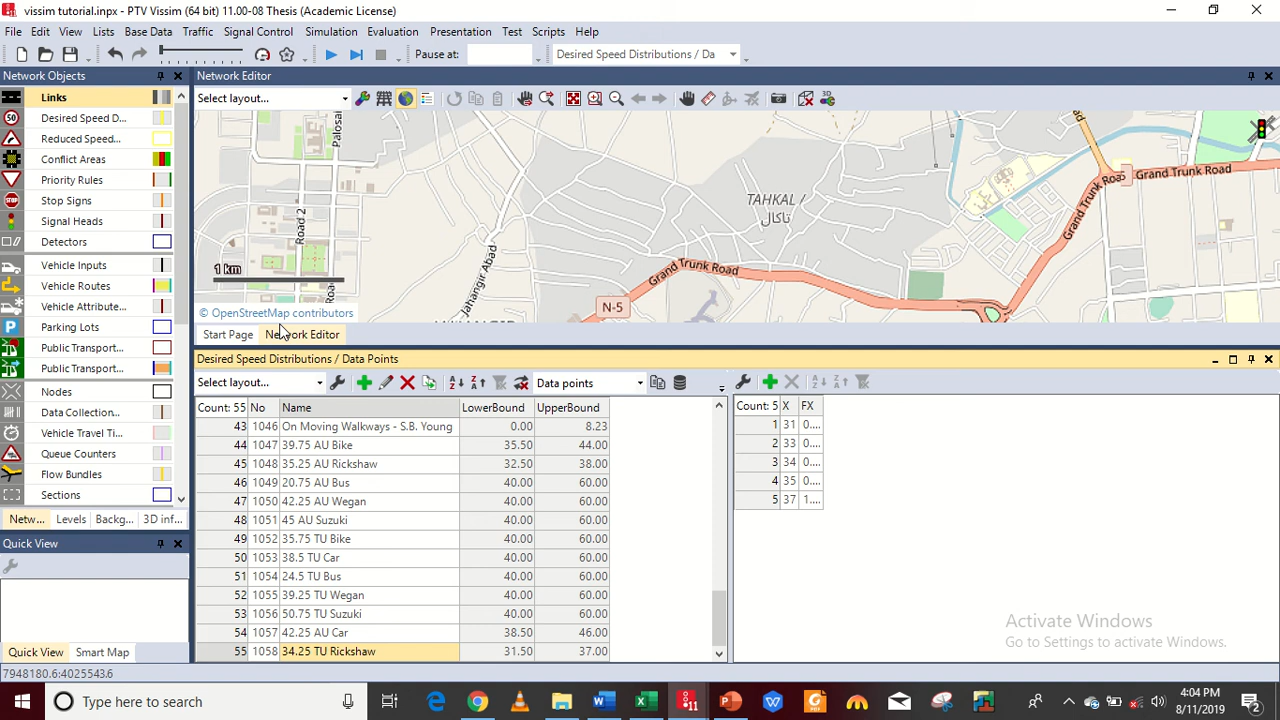 vissim tutorial.inpx - PTV Vissim (64 bit) 11.00-08 Thesis (Academic License)
File Edit View Lists Base Data Traffic Signal Control Simulation Evaluation Presentation Test Scripts Help
Pause at: Desired Speed Distributions / Da
Network Objects
Network Editor
Links
Select layout...
Desired Speed D...
Reduced Speed...
Conflict Areas
Priority Rules
Stop Signs
Signal Heads
Detectors
Vehicle Inputs
Vehicle Routes
Vehicle Attribute...
Parking Lots
Public Transport...
Public Transport...
Nodes
Data Collection...
Vehicle Travel Ti...
Queue Counters
Flow Bundles
Sections
Netw... Levels Backg... 3D inf...
Palosai
Road 2
Jahangir Abad
TAHKAL /
Grand Trunk Road
Grand Trunk Road
Grand Trunk Road
N-5
1 km
© OpenStreetMap contributors
Start Page Network Editor
Desired Speed Distributions / Data Points
Select layout... Data points
Count: 55 No Name LowerBound UpperBound
43 1046 On Moving Walkways - S.B. Young 0.00 8.23
44 1047 39.75 AU Bike 35.50 44.00
45 1048 35.25 AU Rickshaw 32.50 38.00
46 1049 20.75 AU Bus 40.00 60.00
47 1050 42.25 AU Wegan 40.00 60.00
48 1051 45 AU Suzuki 40.00 60.00
49 1052 35.75 TU Bike 40.00 60.00
50 1053 38.5 TU Car 40.00 60.00
51 1054 24.5 TU Bus 40.00 60.00
52 1055 39.25 TU Wegan 40.00 60.00
53 1056 50.75 TU Suzuki 40.00 60.00
54 1057 42.25 AU Car 38.50 46.00
55 1058 34.25 TU Rickshaw 31.50 37.00
Count: 5 X FX
1 31 0....
2 33 0....
3 34 0....
4 35 0....
5 37 1....
Quick View
Quick View Smart Map
Activate Windows
Go to Settings to activate Windows.
7948180.6:4025543.6
Type here to search
4:04 PM
8/11/2019
2